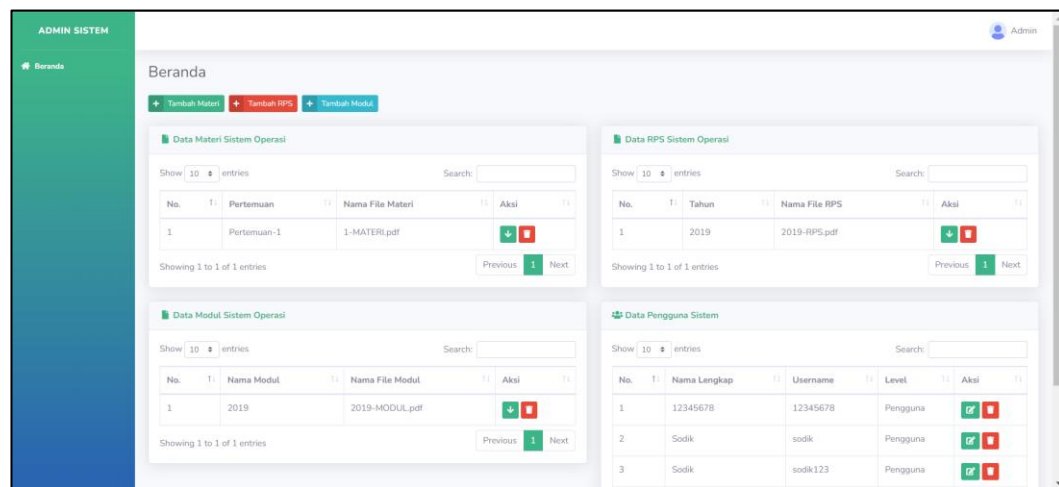 ADMIN SISTEM
Admin
Beranda
Beranda
Tambah Materi Tambah RPS Tambah Modul
Data Materi Sistem Operasi
Show 10 entries Search:
No. Pertemuan Nama File Materi Aksi
1 Pertemuan-1 1-MATERI.pdf
Showing 1 to 1 of 1 entries Previous 1 Next
Data RPS Sistem Operasi
Show 10 entries Search:
No. Tahun Nama File RPS Aksi
1 2019 2019-RPS.pdf
Showing 1 to 1 of 1 entries Previous 1 Next
Data Modul Sistem Operasi
Show 10 entries Search:
No. Nama Modul Nama File Modul Aksi
1 2019 2019-MODUL.pdf
Showing 1 to 1 of 1 entries Previous 1 Next
Data Pengguna Sistem
Show 10 entries Search:
No. Nama Lengkap Username Level Aksi
1 12345678 12345678 Pengguna
2 Sodik sodik Pengguna
3 Sodik sodik123 Pengguna